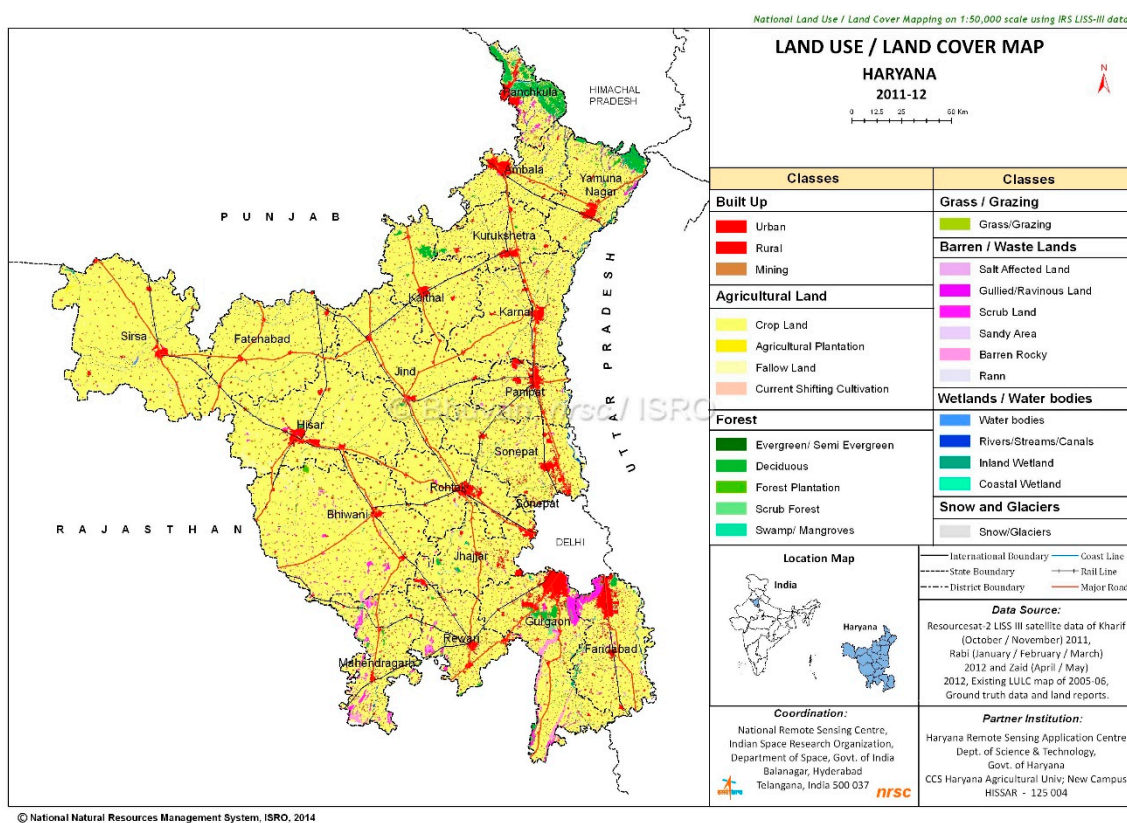 National Land Use / Land Cover Mapping on 1:50,000 scale using IRS LISS-III data
LAND USE / LAND COVER MAP
HARYANA
2011-12
N
0 12.5 25 50 Km
HIMACHAL
PRADESH
Panchkula
Ambala
Yamuna
Nagar
PUNJAB
Kurukshetra
UTTAR PRADESH
Kaithal
Karnal
Sirsa
Fatehabad
Jind
Panipat
© Bhuvan nrsc / ISRO
Hisar
Sonepat
Rohtak
Sonepat
RAJASTHAN
Bhiwani
DELHI
Jhajjar
Gurgaon
Rewari
Faridabad
Mahendragarh
Classes
Built Up
Urban
Rural
Mining
Agricultural Land
Crop Land
Agricultural Plantation
Fallow Land
Current Shifting Cultivation
Forest
Evergreen/ Semi Evergreen
Deciduous
Forest Plantation
Scrub Forest
Swamp/ Mangroves
Classes
Grass / Grazing
Grass/Grazing
Barren / Waste Lands
Salt Affected Land
Gullied/Ravinous Land
Scrub Land
Sandy Area
Barren Rocky
Rann
Wetlands / Water bodies
Water bodies
Rivers/Streams/Canals
Inland Wetland
Coastal Wetland
Snow and Glaciers
Snow/Glaciers
Location Map
India
Haryana
International Boundary Coast Line
State Boundary Rail Line
District Boundary Major Road
Data Source:
Resourcesat-2 LISS III satellite data of Kharif
(October / November) 2011,
Rabi (January / February / March)
2012 and Zaid (April / May)
2012, Existing LULC map of 2005-06,
Ground truth data and land reports.
Coordination:
National Remote Sensing Centre,
Indian Space Research Organization,
Department of Space, Govt. of India
Balanagar, Hyderabad
Telangana, India 500 037
nrsc
Partner Institution:
Haryana Remote Sensing Application Centre
Dept. of Science & Technology,
Govt. of Haryana
CCS Haryana Agricultural Univ; New Campus
HISSAR - 125 004
© National Natural Resources Management System, ISRO, 2014